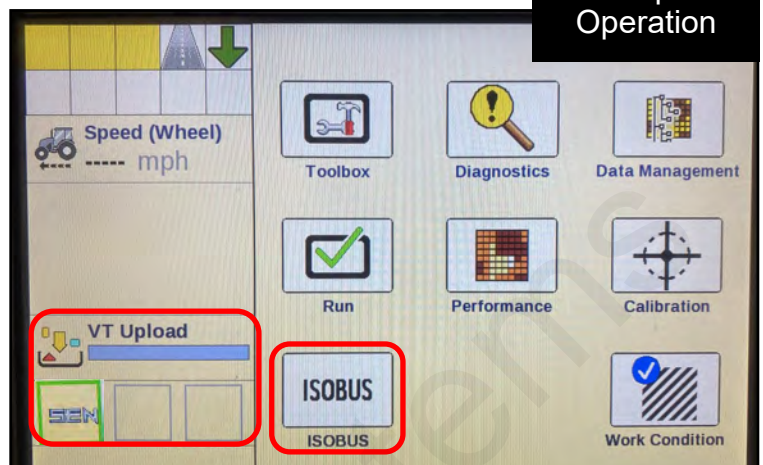 Operation
Speed (Wheel)
----- mph
Toolbox
Diagnostics
Data Management
Run
Performance
Calibration
VT Upload
SEN
ISOBUS
ISOBUS
Work Condition